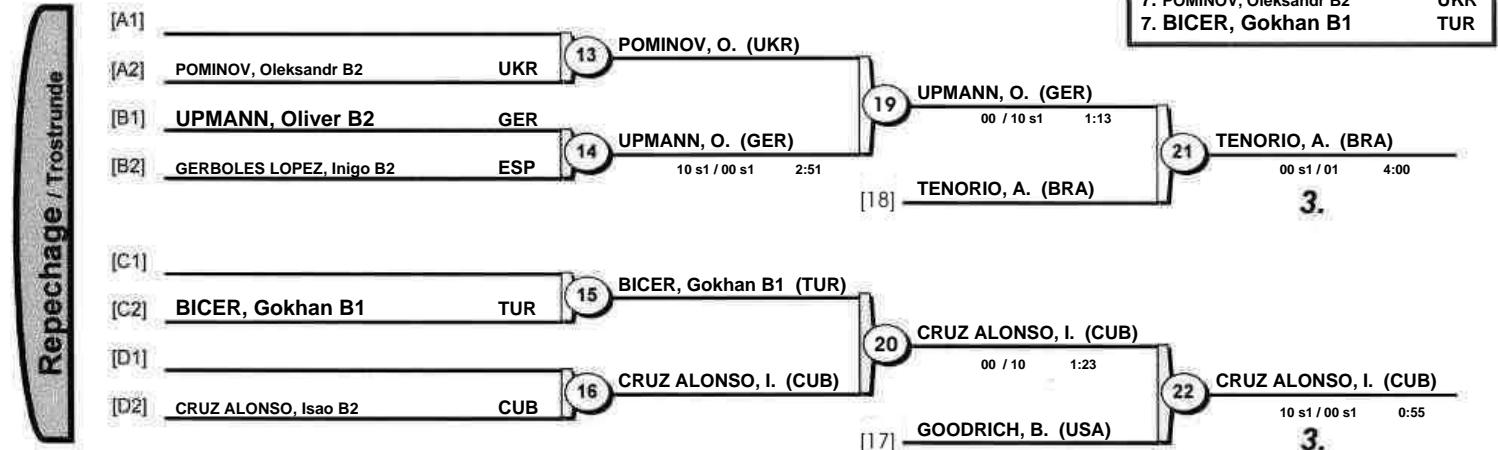 7. POMINOV, Oleksandr B2 UKR
7. BICER, Gokhan B1 TUR
Repechage / Trostrunde
[A1]
13 POMINOV, O. (UKR)
[A2] POMINOV, Oleksandr B2 UKR
19 UPMANN, O. (GER)
00 / 10 s1 1:13
[B1] UPMANN, Oliver B2 GER
14 UPMANN, O. (GER)
10 s1 / 00 s1 2:51
[B2] GERBOLES LOPEZ, Inigo B2 ESP
21 TENORIO, A. (BRA)
00 s1 / 01 4:00
3.
[18] TENORIO, A. (BRA)
[C1]
15 BICER, Gokhan B1 (TUR)
[C2] BICER, Gokhan B1 TUR
20 CRUZ ALONSO, I. (CUB)
00 / 10 1:23
[D1]
16 CRUZ ALONSO, I. (CUB)
[D2] CRUZ ALONSO, Isao B2 CUB
22 CRUZ ALONSO, I. (CUB)
10 s1 / 00 s1 0:55
3.
[17] GOODRICH, B. (USA)